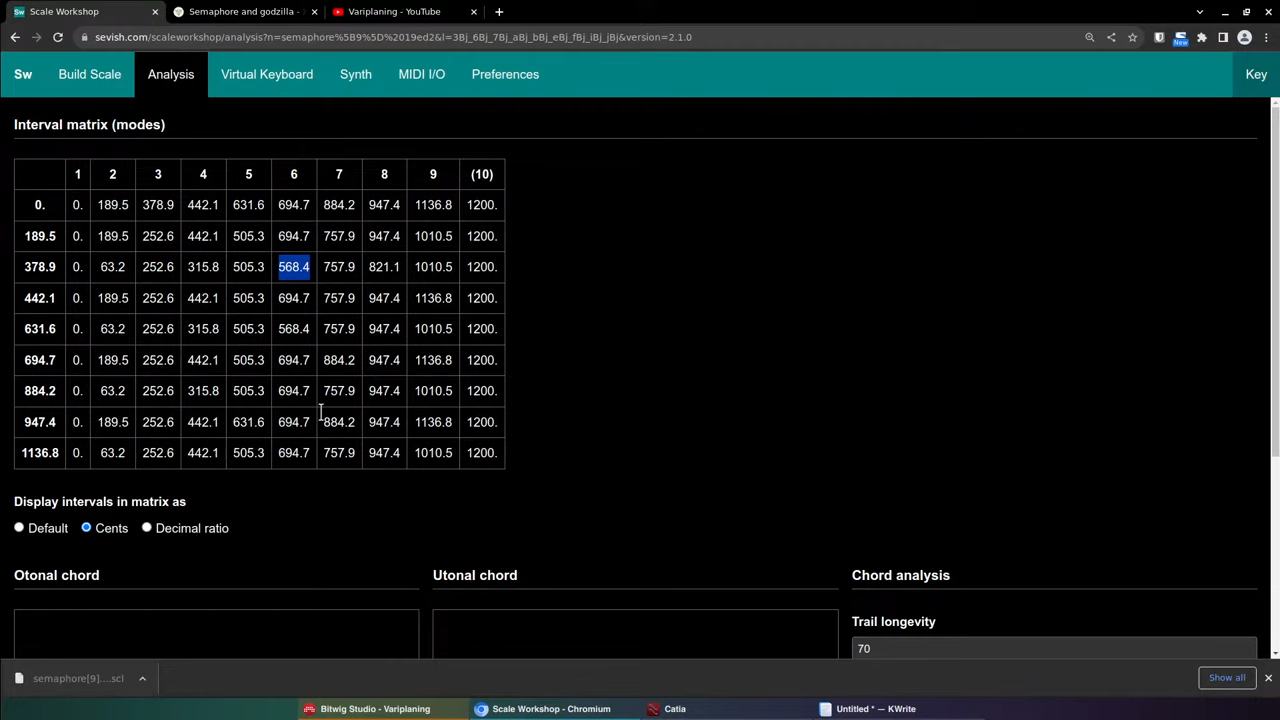 Scale Workshop
Semaphore and godzilla -
Variplaning - YouTube
sevish.com/scaleworkshop/analysis?n=semaphore%5B9%5D%2019ed2&l=3Bj_6Bj_7Bj_aBj_bBj_eBj_fBj_iBj_jBj&version=2.1.0
New
Sw Build Scale Analysis Virtual Keyboard Synth MIDI I/O Preferences Key
Interval matrix (modes)
1 2 3 4 5 6 7 8 9 (10)
0. 0. 189.5 378.9 442.1 631.6 694.7 884.2 947.4 1136.8 1200.
189.5 0. 189.5 252.6 442.1 505.3 694.7 757.9 947.4 1010.5 1200.
378.9 0. 63.2 252.6 315.8 505.3 568.4 757.9 821.1 1010.5 1200.
442.1 0. 189.5 252.6 442.1 505.3 694.7 757.9 947.4 1136.8 1200.
631.6 0. 63.2 252.6 315.8 505.3 568.4 757.9 947.4 1010.5 1200.
694.7 0. 189.5 252.6 442.1 505.3 694.7 884.2 947.4 1136.8 1200.
884.2 0. 63.2 252.6 315.8 505.3 694.7 757.9 947.4 1010.5 1200.
947.4 0. 189.5 252.6 442.1 631.6 694.7 884.2 947.4 1136.8 1200.
1136.8 0. 63.2 252.6 442.1 505.3 694.7 757.9 947.4 1010.5 1200.
Display intervals in matrix as
Default Cents Decimal ratio
Otonal chord
Utonal chord
Chord analysis
Trail longevity
70
semaphore[9]....scl
Show all
Bitwig Studio - Variplaning
Scale Workshop - Chromium
Catia
Untitled * — KWrite